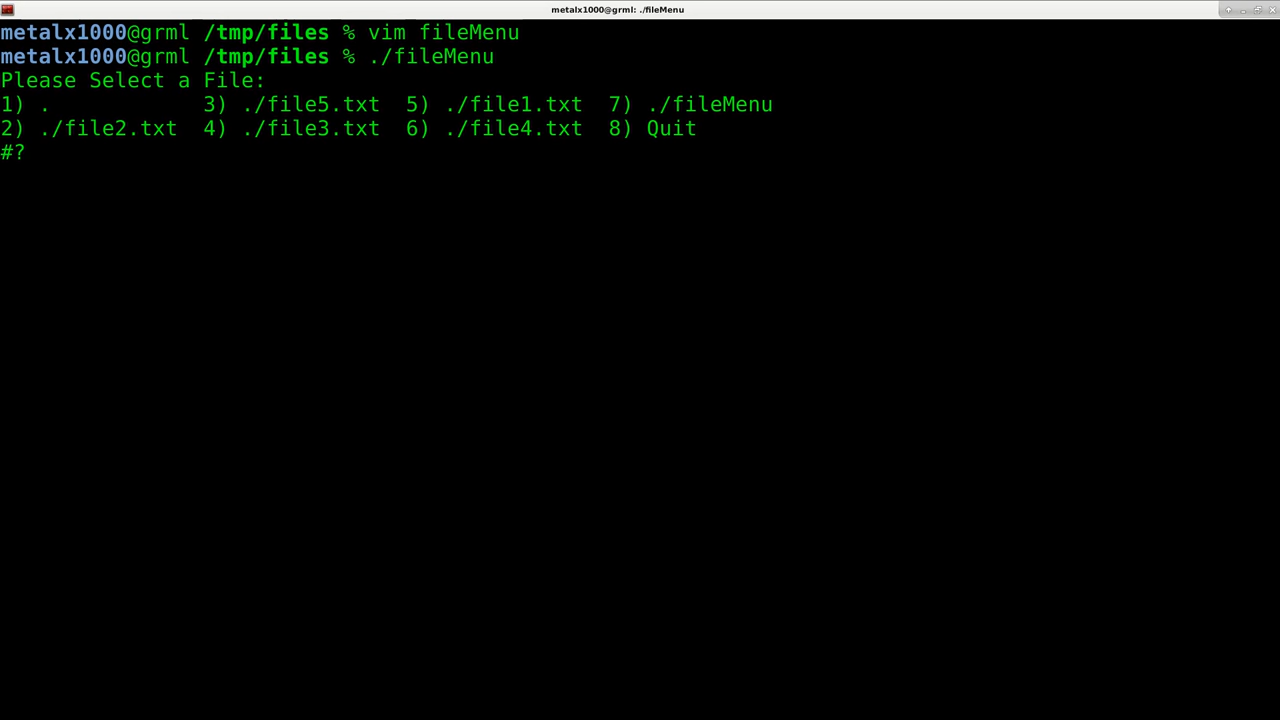 metalx1000@grml: ./fileMenu
metalx1000@grml /tmp/files % vim fileMenu
metalx1000@grml /tmp/files % ./fileMenu
Please Select a File:
1) .            3) ./file5.txt  5) ./file1.txt  7) ./fileMenu
2) ./file2.txt  4) ./file3.txt  6) ./file4.txt  8) Quit
#?